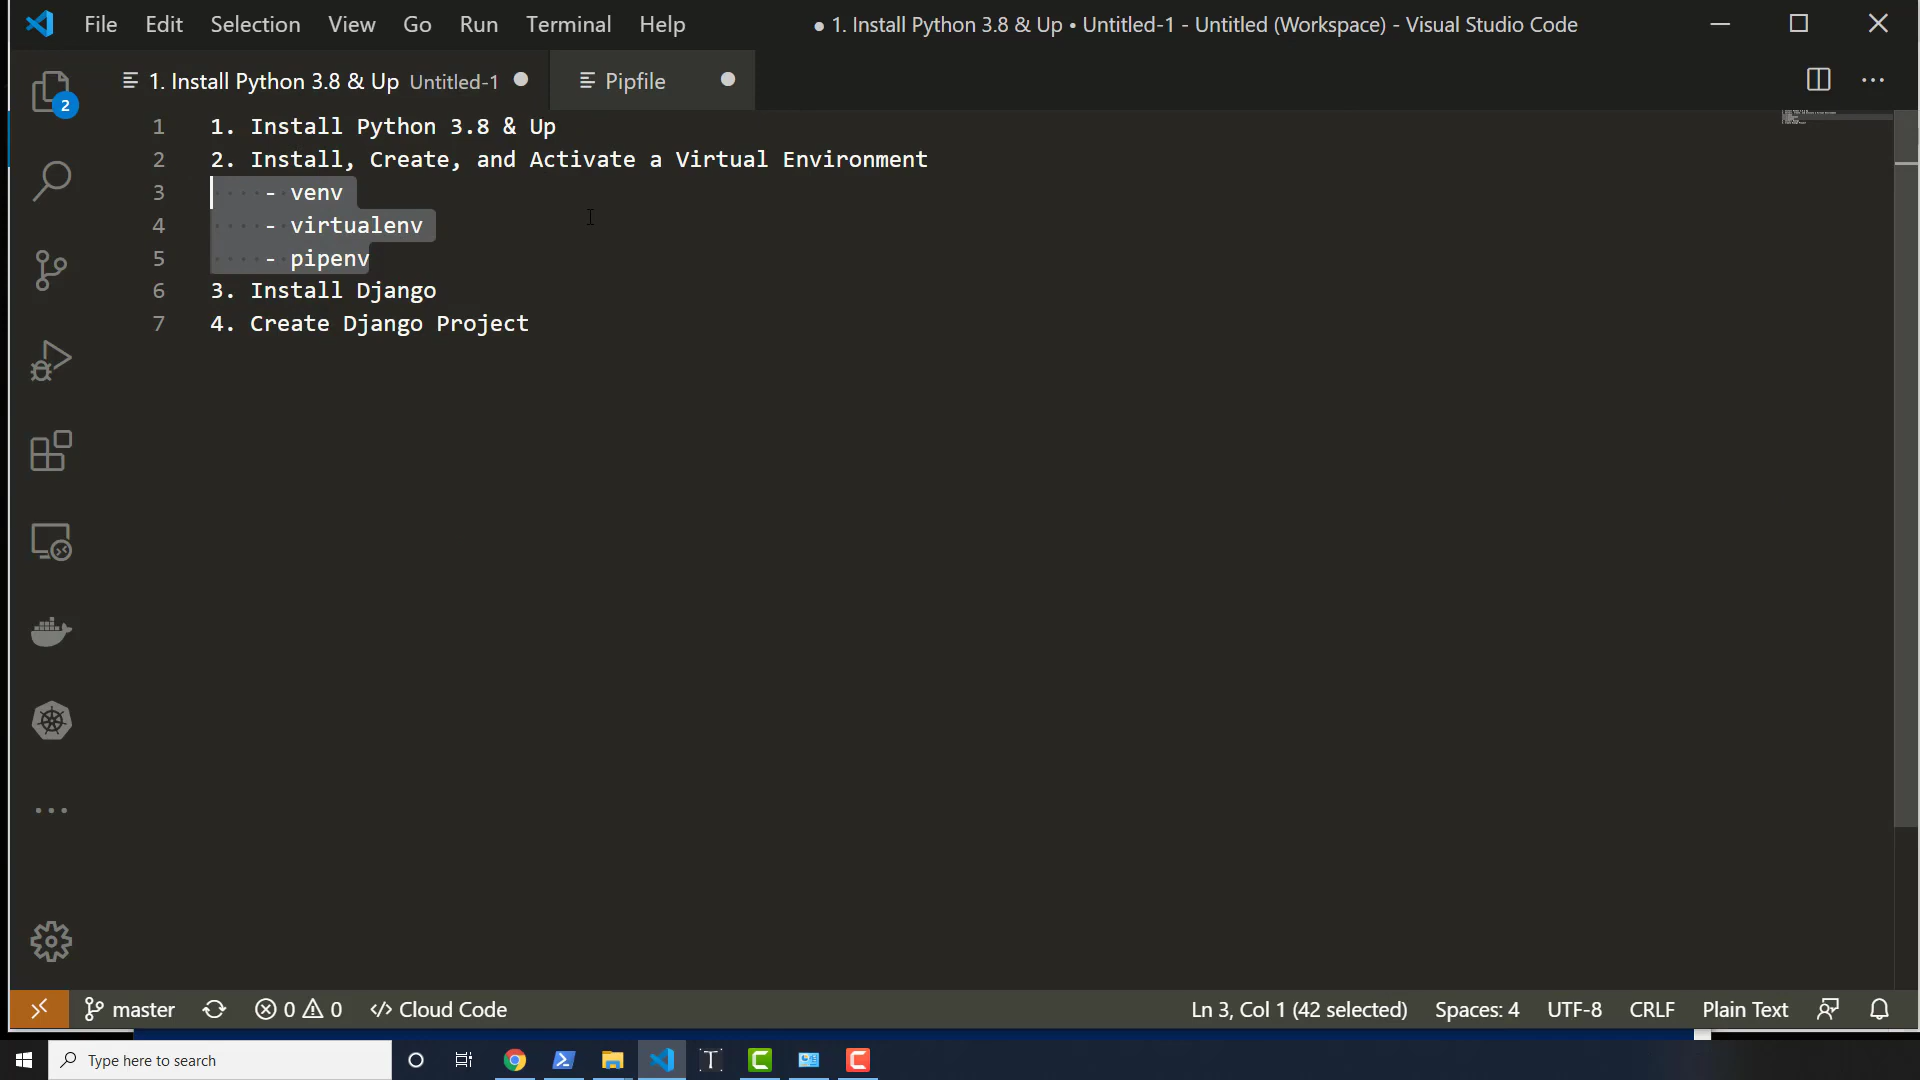 File Edit Selection View Go Run Terminal Help ● 1. Install Python 3.8 & Up • Untitled-1 - Untitled (Workspace) - Visual Studio Code
1. Install Python 3.8 & Up Untitled-1 Pipfile
2
1 1. Install Python 3.8 & Up
2 2. Install, Create, and Activate a Virtual Environment
3 - venv
4 - virtualenv
5 - pipenv
6 3. Install Django
7 4. Create Django Project
master 0 0 Cloud Code Ln 3, Col 1 (42 selected) Spaces: 4 UTF-8 CRLF Plain Text
Type here to search